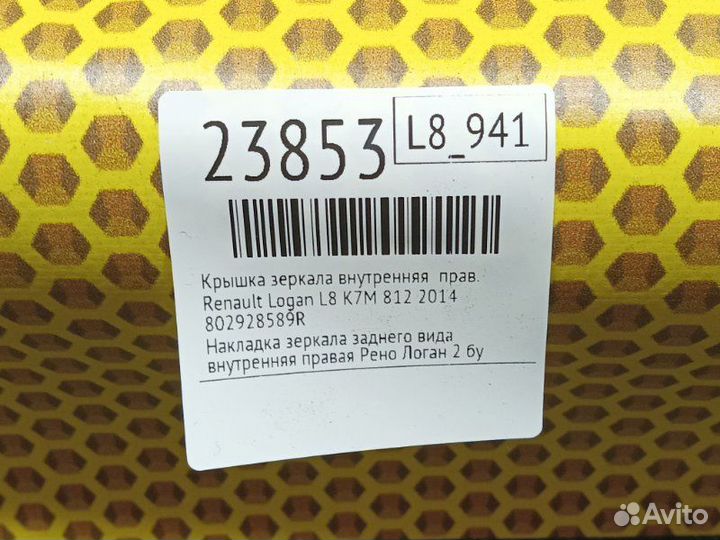 23853
L8_941
Крышка зеркала внутренняя прав.
Renault Logan L8 K7M 812 2014
802928589R
Накладка зеркала заднего вида
внутренняя правая Рено Логан 2 бу
Avito